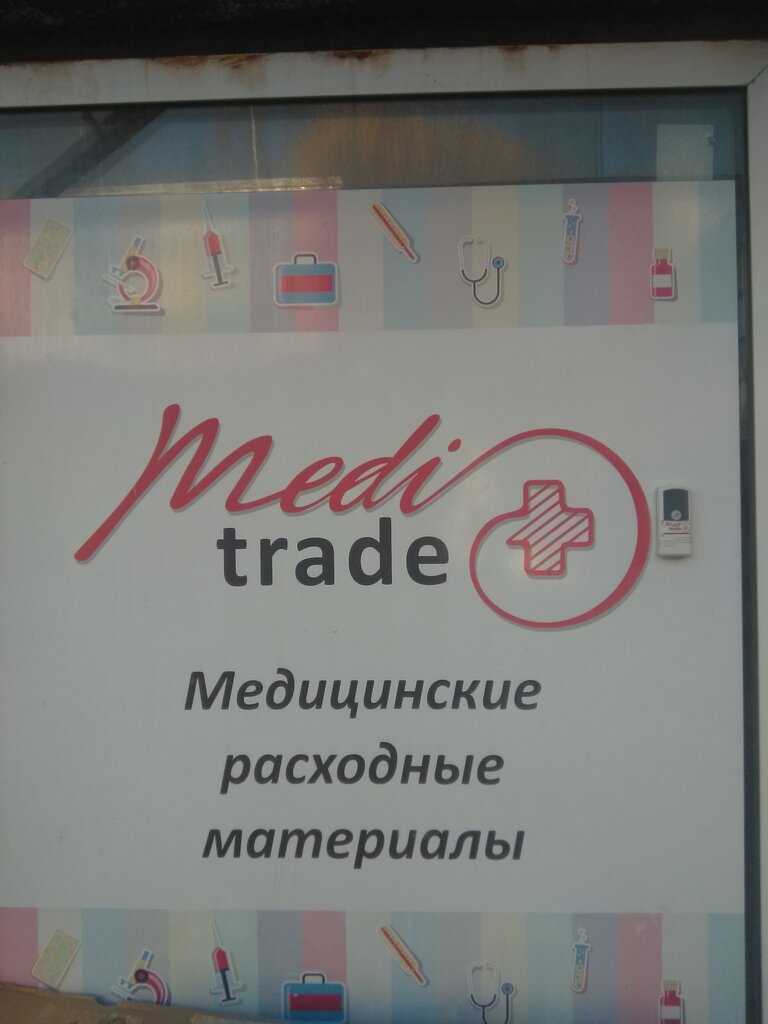 Medi
trade
Медицинские
расходные
материалы